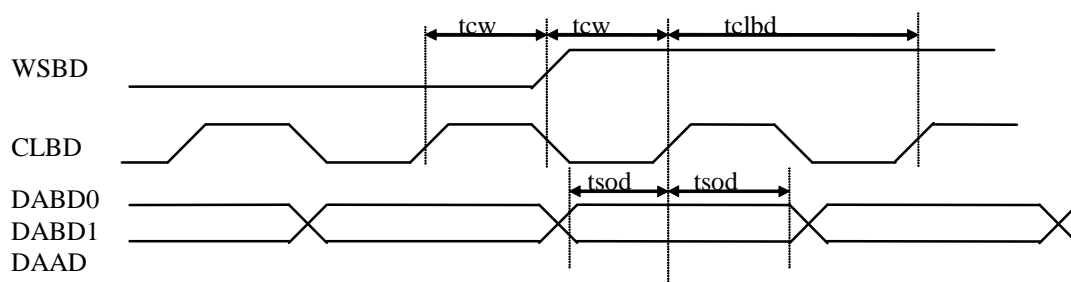 tcw tcw tclbd
WSBD
CLBD
tsod tsod
DABD0
DABD1
DAAD